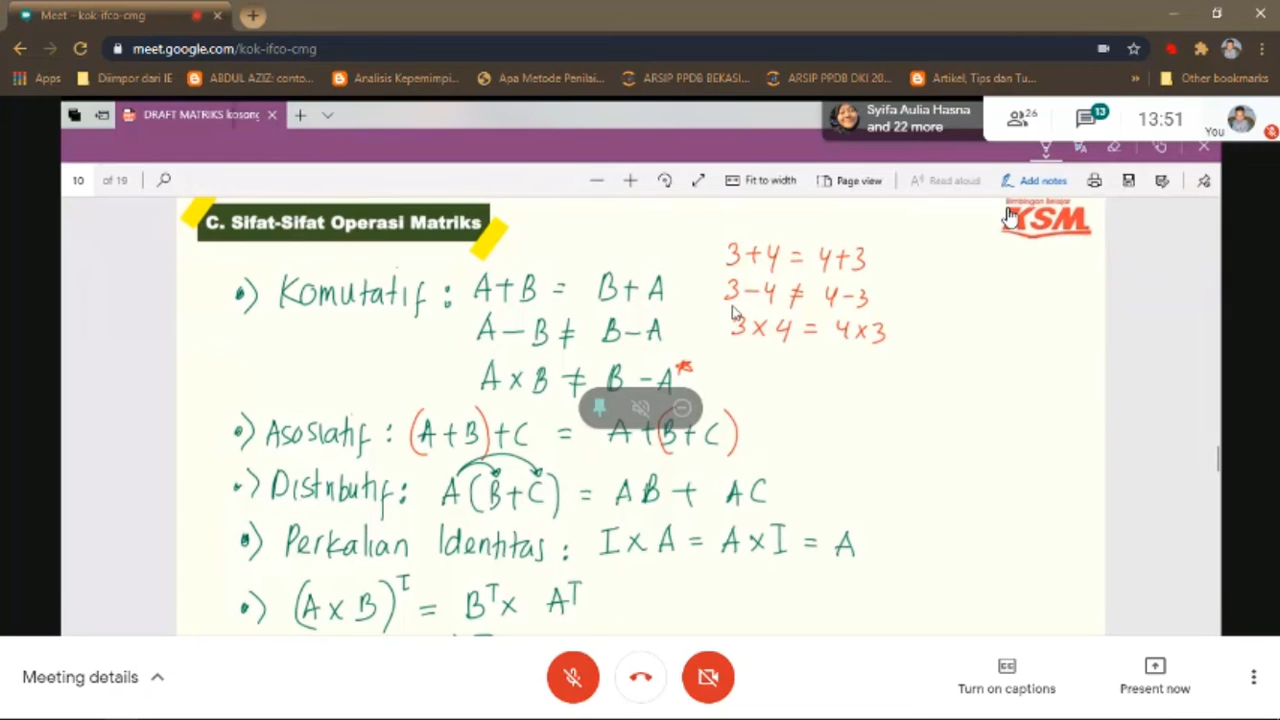 Meet – kok-ifco-cmg
meet.google.com/kok-ifco-cmg
Apps Diimpor dari IE ABDUL AZIZ: conto... Analisis Kepemimpi... Apa Metode Penilai... ARSIP PPDB BEKASI... ARSIP PPDB DKI 20... Artikel, Tips dan Tu... » Other bookmarks
DRAFT MATRIKS kosang
Syifa Aulia Hasna
and 22 more
26
13
13:51
You
10 of 19 Fit to width Page view Read aloud Add notes
C. Sifat-Sifat Operasi Matriks
Bimbingan Belajar
KSM
•) Komutatif : A+B = B+A
A-B ≠ B-A
A×B ≠ B-A*
3+4 = 4+3
3-4 ≠ 4-3
3×4 = 4×3
•) Asosiatif : (A+B)+C = A+(B+C)
•) Distributif: A(B+C) = AB + AC
•) Perkalian Identitas : I×A = A×I = A
•) (A×B)ᵀ = Bᵀ× Aᵀ
Meeting details
Turn on captions
Present now